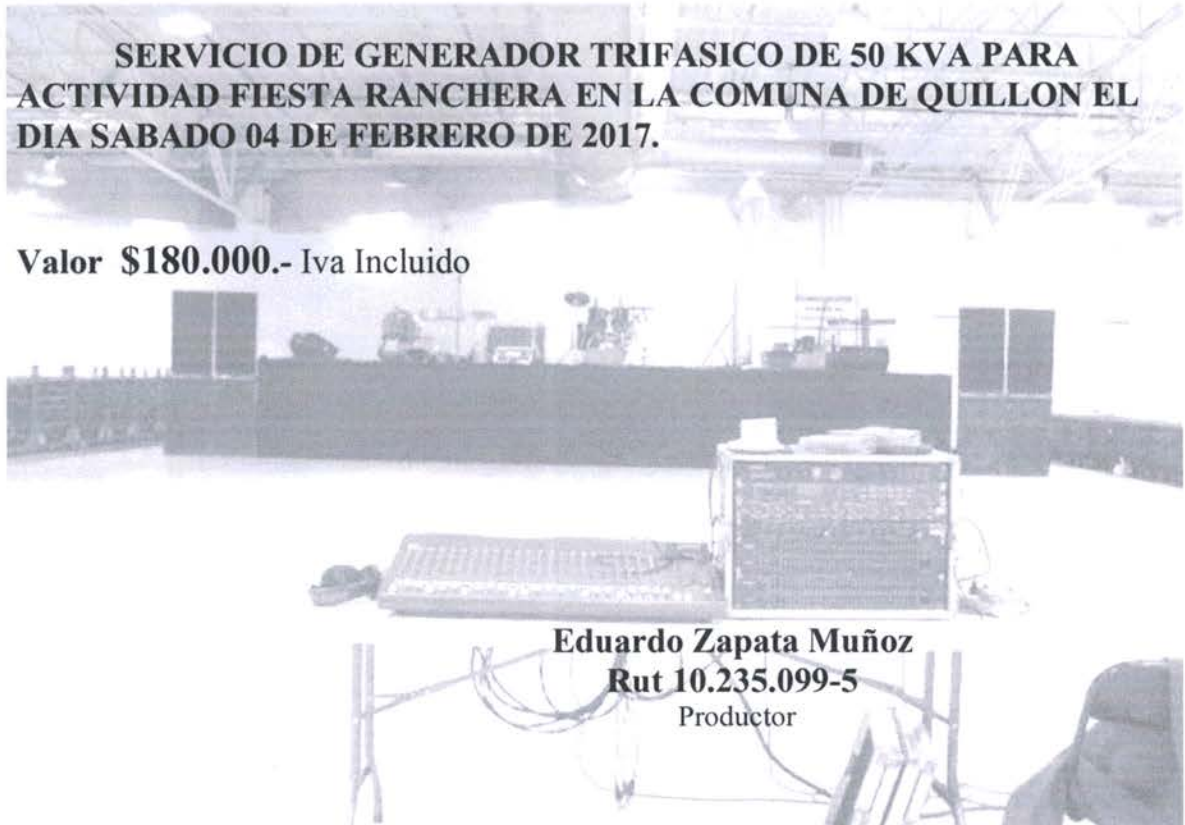 SERVICIO DE GENERADOR TRIFASICO DE 50 KVA PARA
ACTIVIDAD FIESTA RANCHERA EN LA COMUNA DE QUILLON EL
DIA SABADO 04 DE FEBRERO DE 2017.
Valor $180.000.- Iva Incluido
Eduardo Zapata Muñoz
Rut 10.235.099-5
Productor